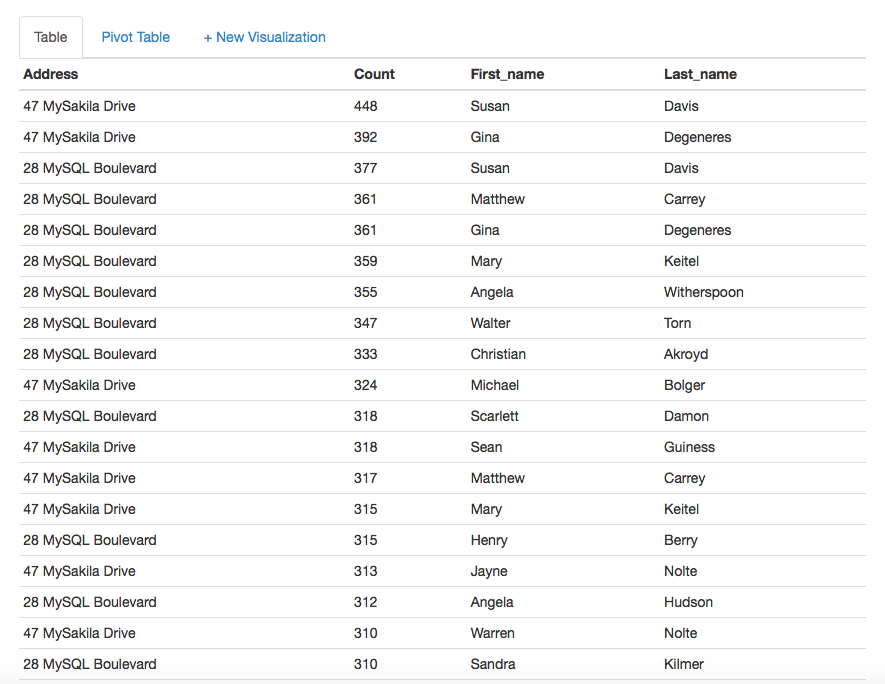 Table Pivot Table + New Visualization
Address Count First_name Last_name
47 MySakila Drive 448 Susan Davis
47 MySakila Drive 392 Gina Degeneres
28 MySQL Boulevard 377 Susan Davis
28 MySQL Boulevard 361 Matthew Carrey
28 MySQL Boulevard 361 Gina Degeneres
28 MySQL Boulevard 359 Mary Keitel
28 MySQL Boulevard 355 Angela Witherspoon
28 MySQL Boulevard 347 Walter Torn
28 MySQL Boulevard 333 Christian Akroyd
47 MySakila Drive 324 Michael Bolger
28 MySQL Boulevard 318 Scarlett Damon
47 MySakila Drive 318 Sean Guiness
47 MySakila Drive 317 Matthew Carrey
47 MySakila Drive 315 Mary Keitel
28 MySQL Boulevard 315 Henry Berry
47 MySakila Drive 313 Jayne Nolte
28 MySQL Boulevard 312 Angela Hudson
47 MySakila Drive 310 Warren Nolte
28 MySQL Boulevard 310 Sandra Kilmer